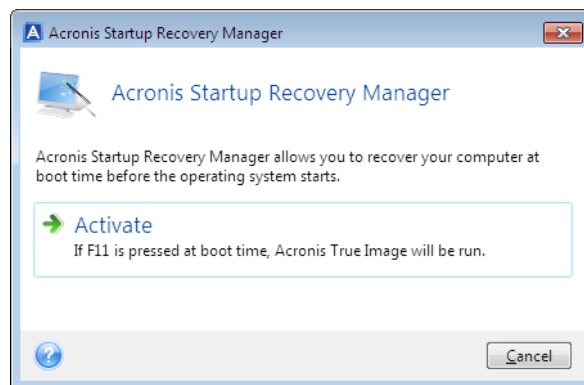 Acronis Startup Recovery Manager
Acronis Startup Recovery Manager
Acronis Startup Recovery Manager allows you to recover your computer at
boot time before the operating system starts.
Activate
If F11 is pressed at boot time, Acronis True Image will be run.
Cancel